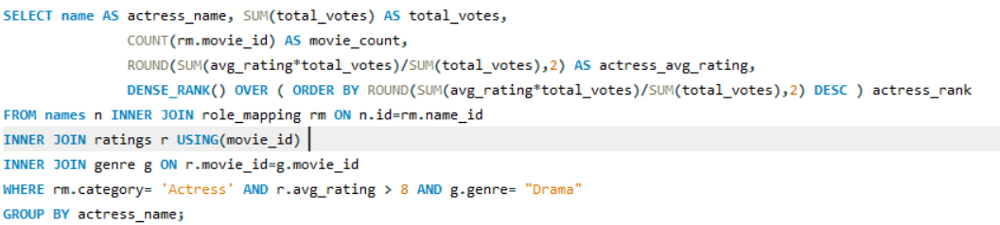 SELECT name AS actress_name, SUM(total_votes) AS total_votes,
COUNT(rm.movie_id) AS movie_count,
ROUND(SUM(avg_rating*total_votes)/SUM(total_votes),2) AS actress_avg_rating,
DENSE_RANK() OVER ( ORDER BY ROUND(SUM(avg_rating*total_votes)/SUM(total_votes),2) DESC ) actress_rank
FROM names n INNER JOIN role_mapping rm ON n.id=rm.name_id
INNER JOIN ratings r USING(movie_id)
INNER JOIN genre g ON r.movie_id=g.movie_id
WHERE rm.category= 'Actress' AND r.avg_rating > 8 AND g.genre= "Drama"
GROUP BY actress_name;